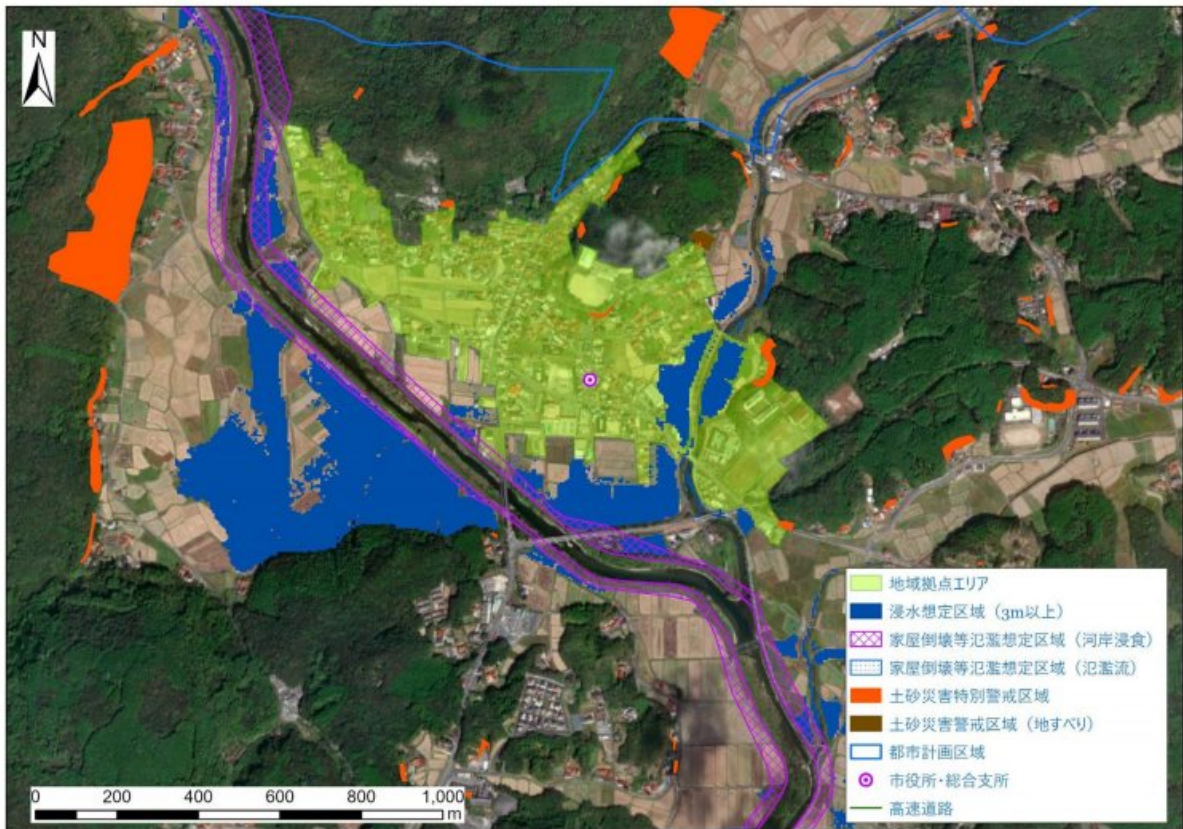 N
地域拠点エリア
浸水想定区域（3m以上）
家屋倒壊等氾濫想定区域（河岸浸食）
家屋倒壊等氾濫想定区域（氾濫流）
土砂災害特別警戒区域
土砂災害警戒区域（地すべり）
都市計画区域
市役所・総合支所
高速道路
0 200 400 600 800 1,000 m